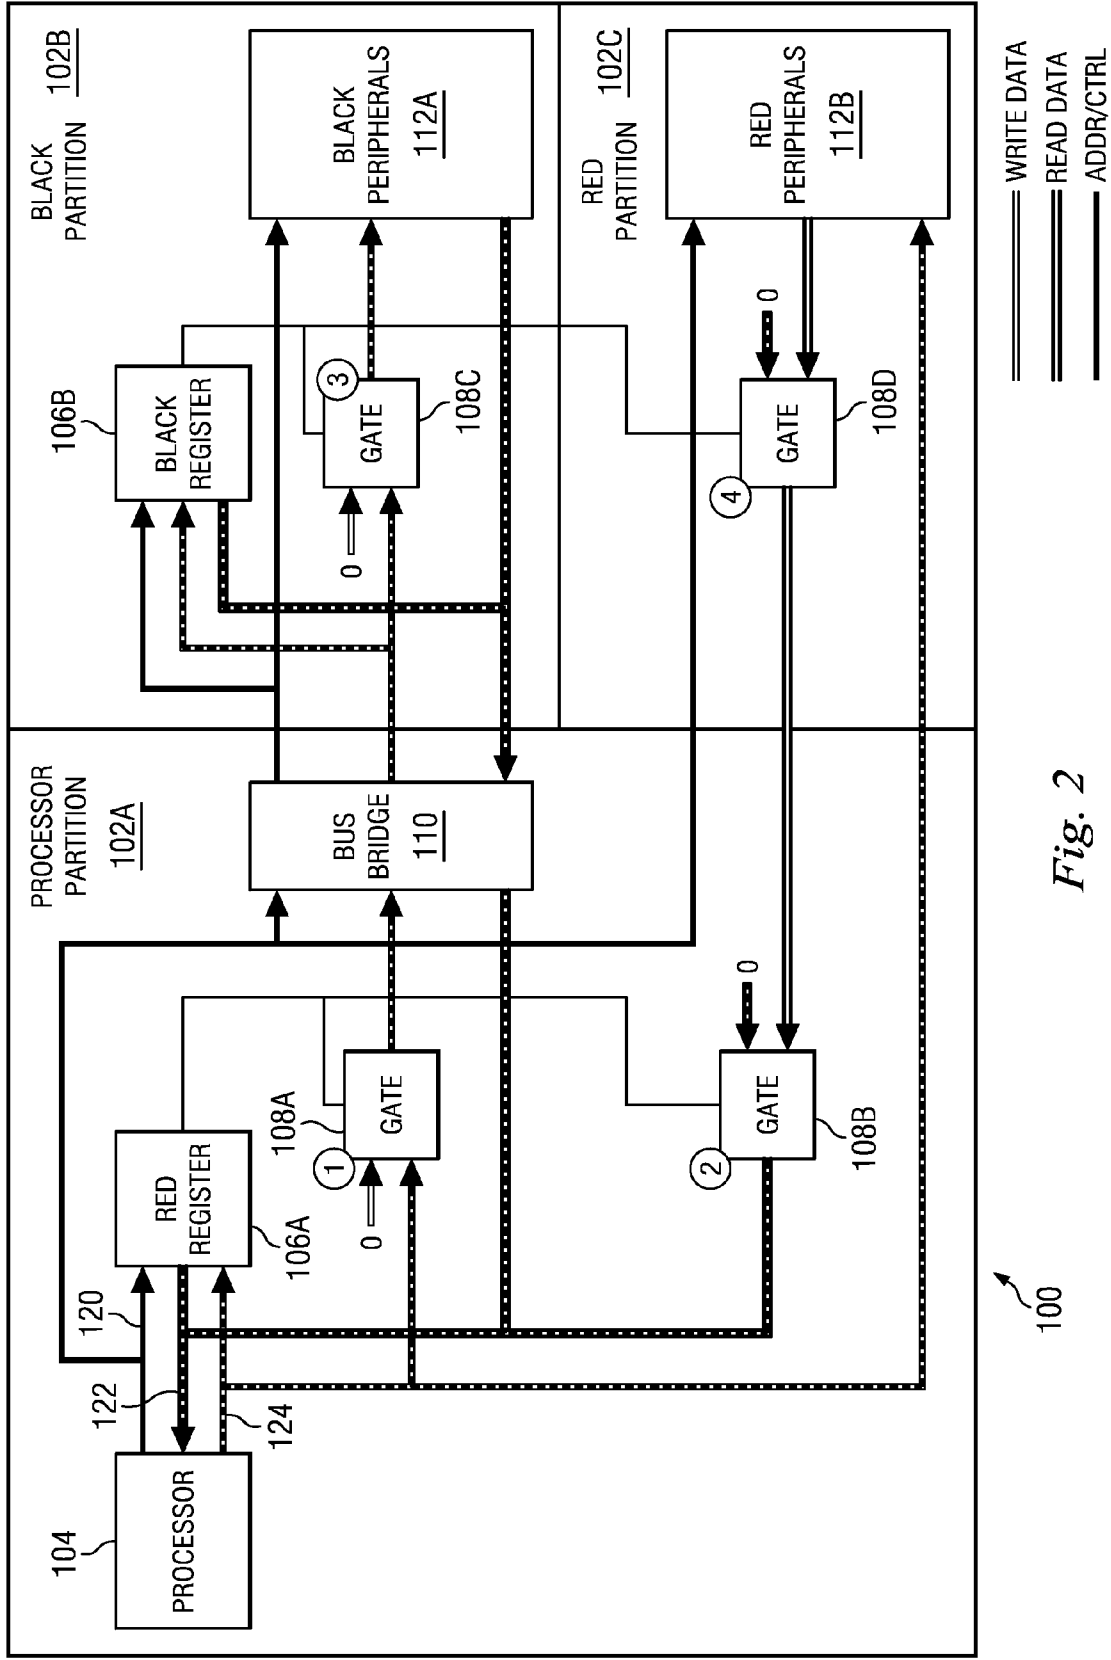 PROCESSOR
PARTITION
102A
BLACK
PARTITION
102B
RED
PARTITION
102C
104
PROCESSOR
120
122
124
RED
REGISTER
106A
108A
1
0
GATE
2
0
GATE
108B
BUS
BRIDGE
110
106B
BLACK
REGISTER
0
3
GATE
108C
BLACK
PERIPHERALS
112A
4
0
GATE
108D
RED
PERIPHERALS
112B
100
WRITE DATA
READ DATA
ADDR/CTRL
Fig. 2